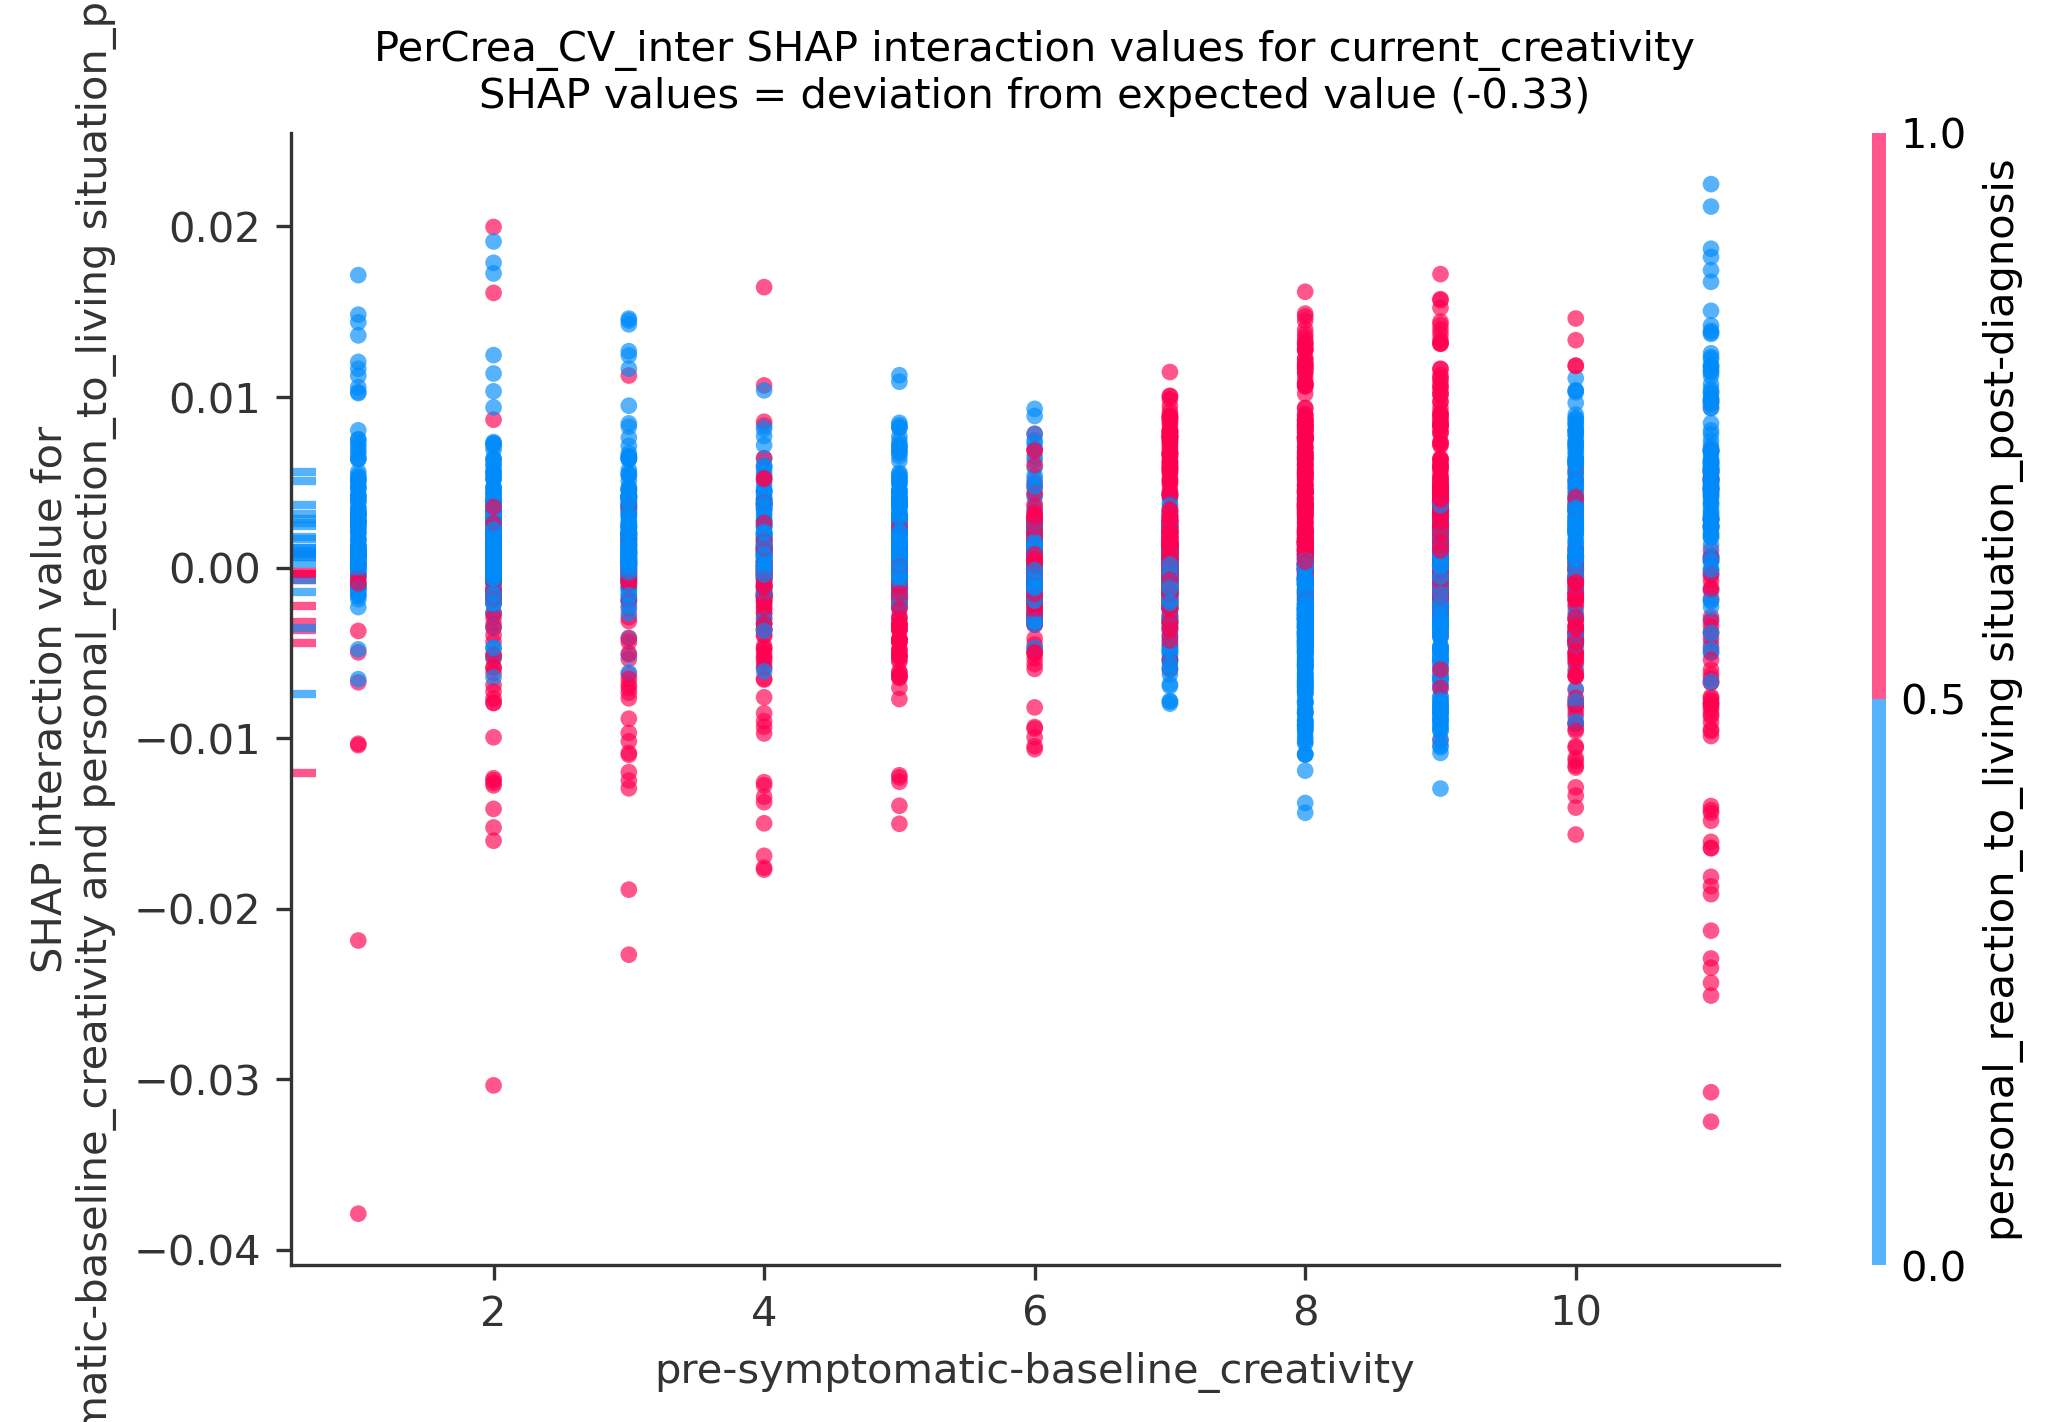 PerCrea_CV_inter SHAP interaction values for current_creativity
SHAP values = deviation from expected value (-0.33)
SHAP interaction value for
matic-baseline_creativity and personal_reaction_to_living situation_p
0.02
0.01
0.00
−0.01
−0.02
−0.03
−0.04
2
4
6
8
10
pre-symptomatic-baseline_creativity
1.0
0.5
0.0
personal_reaction_to_living situation_post-diagnosis